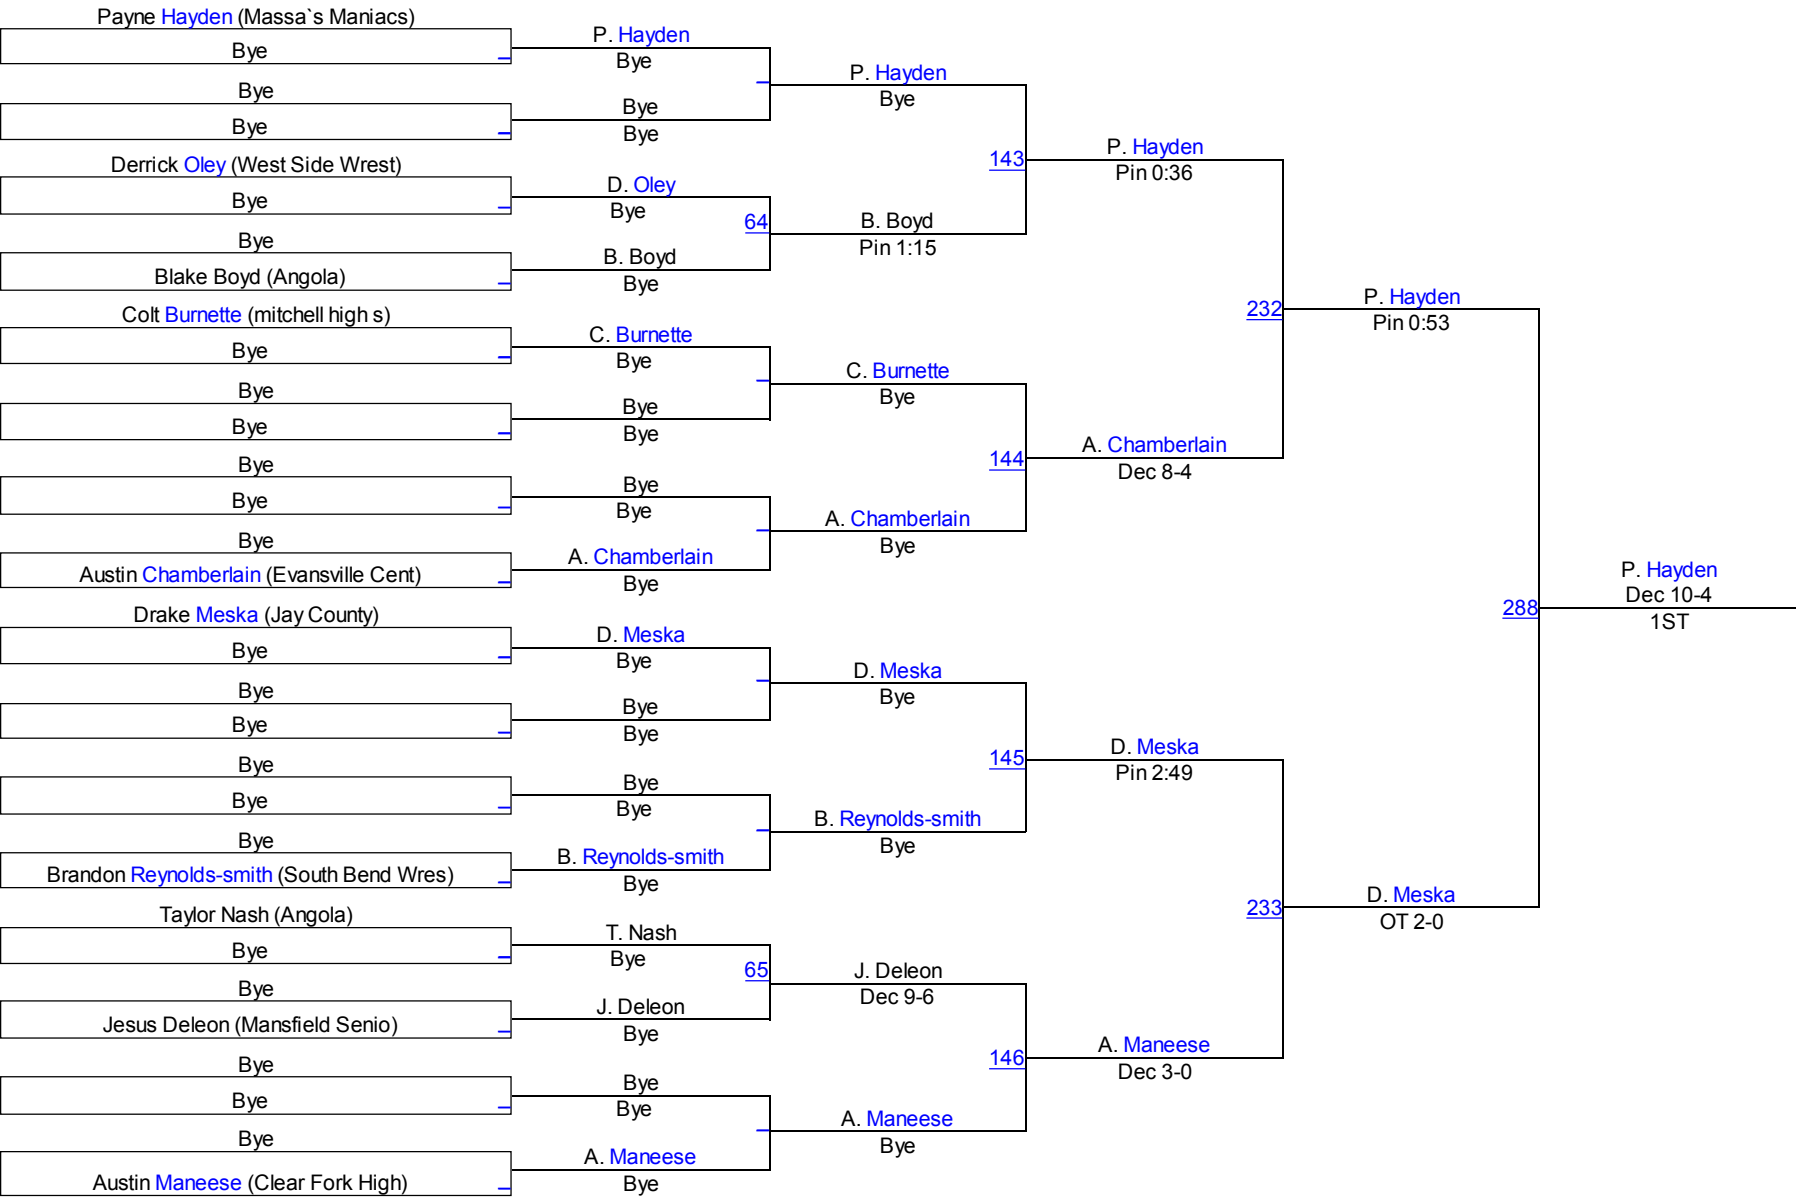 Payne Hayden (Massa`s Maniacs)
Bye
Bye
Bye
Derrick Oley (West Side Wrest)
Bye
Bye
Blake Boyd (Angola)
Colt Burnette (mitchell high s)
Bye
Bye
Bye
Bye
Bye
Bye
Austin Chamberlain (Evansville Cent)
Drake Meska (Jay County)
Bye
Bye
Bye
Bye
Bye
Bye
Brandon Reynolds-smith (South Bend Wres)
Taylor Nash (Angola)
Bye
Bye
Jesus Deleon (Mansfield Senio)
Bye
Bye
Bye
Austin Maneese (Clear Fork High)
P. Hayden
Bye
Bye
Bye
D. Oley
Bye
64
B. Boyd
Bye
C. Burnette
Bye
Bye
Bye
Bye
Bye
A. Chamberlain
Bye
D. Meska
Bye
Bye
Bye
Bye
Bye
B. Reynolds-smith
Bye
T. Nash
Bye
65
J. Deleon
Bye
Bye
Bye
A. Maneese
Bye
P. Hayden
Bye
143
B. Boyd
Pin 1:15
C. Burnette
Bye
144
A. Chamberlain
Bye
D. Meska
Bye
145
B. Reynolds-smith
Bye
J. Deleon
Dec 9-6
146
A. Maneese
Bye
P. Hayden
Pin 0:36
232
A. Chamberlain
Dec 8-4
D. Meska
Pin 2:49
233
A. Maneese
Dec 3-0
P. Hayden
Pin 0:53
288
D. Meska
OT 2-0
P. Hayden
Dec 10-4
1ST